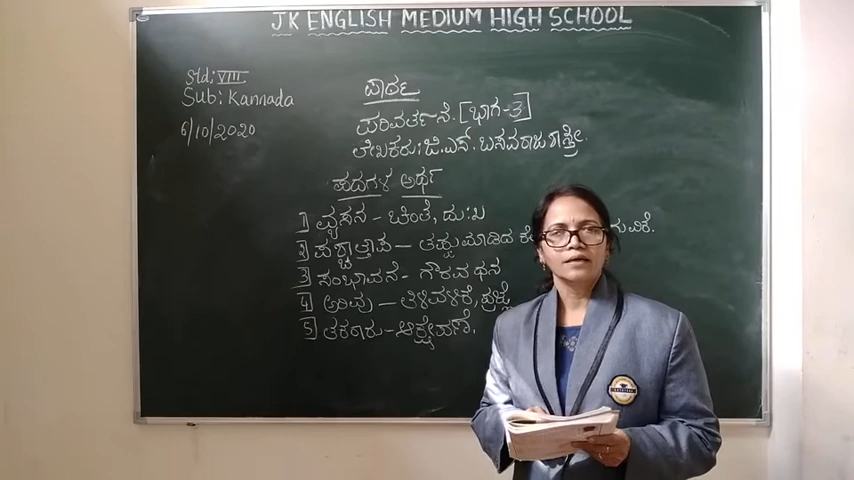 JK ENGLISH MEDIUM HIGH SCHOOL
Std: VIII
Sub: Kannada
6/10/2020
ಪಾಠ
ಪರಿವರ್ತನೆ. [ಭಾಗ-3]
ಲೇಖಕರು: ಜಿ.ಎಸ್. ಬಸವರಾಜ ಶಾಸ್ತ್ರೀ.
ಪದಗಳ ಅರ್ಥ
1] ವ್ಯಸನ - ಚಿಂತೆ, ದುಃಖ
2] ಪಶ್ಚಾತ್ತಾಪ - ತಪ್ಪು ಮಾಡಿದ
3] ಸಂಭಾವನೆ - ಗೌರವ ಧನ
4] ಅರಿವು - ತಿಳಿವಳಿಕೆ, ಪ್ರಜ್ಞೆ
5] ತಕರಾರು - ಆಕ್ಷೇಪಣೆ.